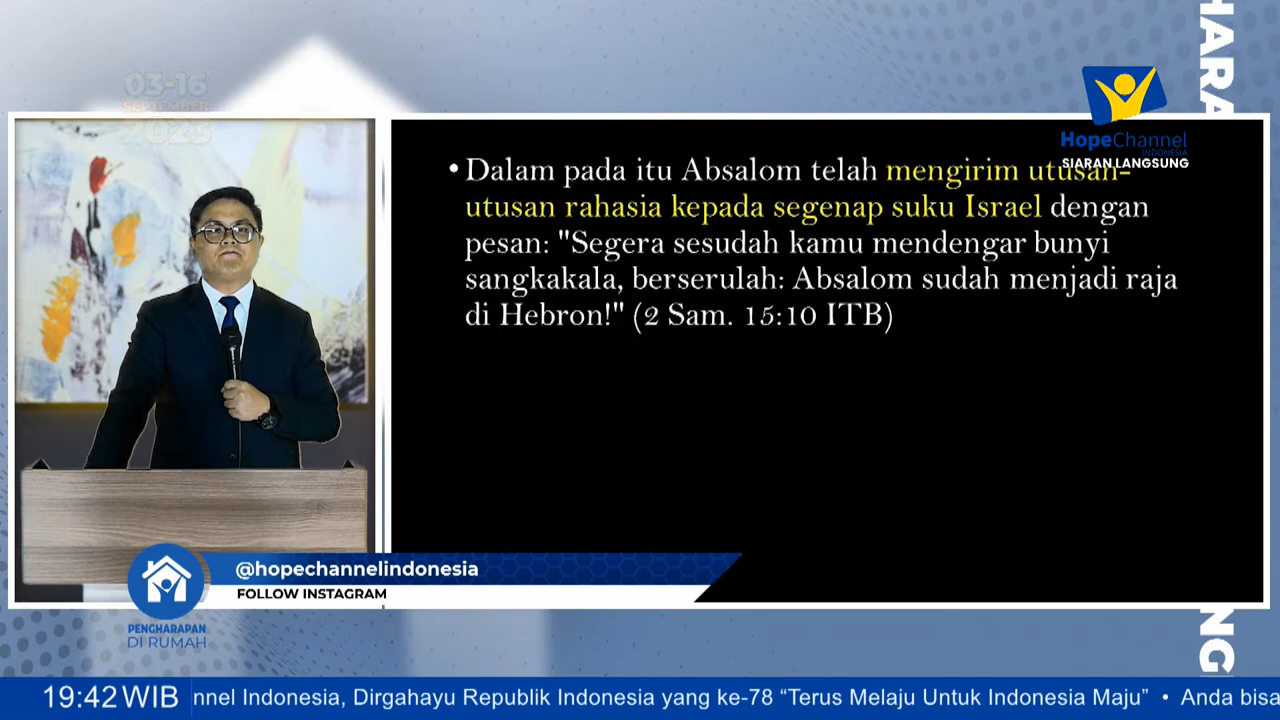 03-16
SEPTEMBER
2023
HARA
HopeChannel
INDONESIA
SIARAN LANGSUNG
•Dalam pada itu Absalom telah mengirim utusan-
utusan rahasia kepada segenap suku Israel dengan
pesan: "Segera sesudah kamu mendengar bunyi
sangkakala, berserulah: Absalom sudah menjadi raja
di Hebron!" (2 Sam. 15:10 ITB)
@hopechannelindonesia
FOLLOW INSTAGRAM
PENGHARAPAN
DI RUMAH
NG
19:42 WIB
nnel Indonesia, Dirgahayu Republik Indonesia yang ke-78 “Terus Melaju Untuk Indonesia Maju” • Anda bisa